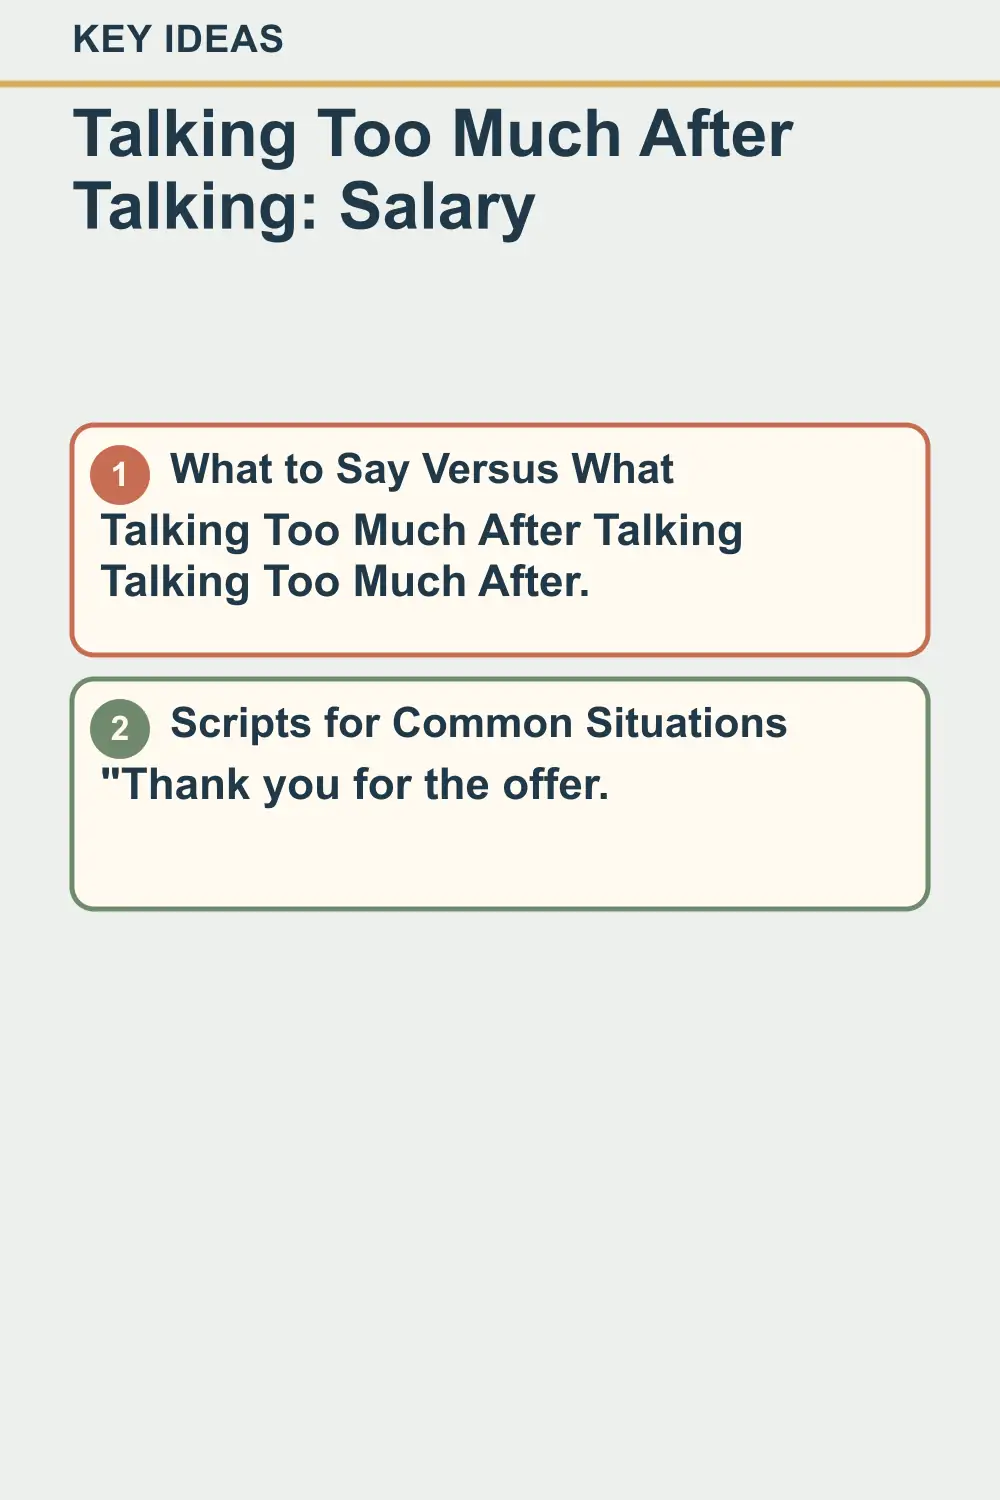 KEY IDEAS
Talking Too Much After
Talking: Salary
1 What to Say Versus What
Talking Too Much After Talking
Talking Too Much After.
2 Scripts for Common Situations
"Thank you for the offer.